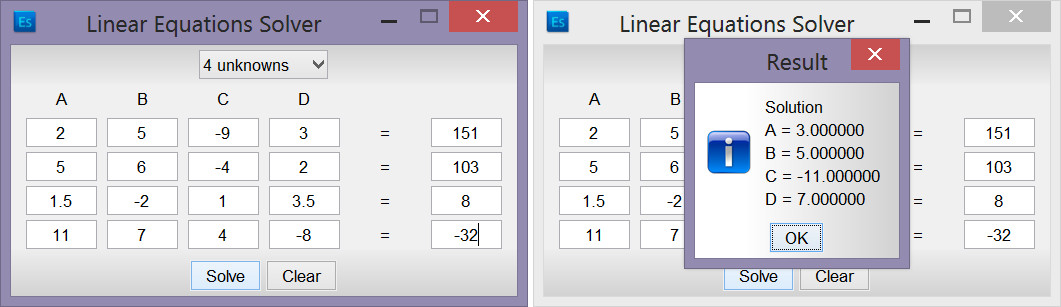 Es Linear Equations Solver
4 unknowns
A B C D
2 5 -9 3 = 151
5 6 -4 2 = 103
1.5 -2 1 3.5 = 8
11 7 4 -8 = -32
Solve Clear
Es Linear Equations Solver
A B
2 5 = 151
5 6 = 103
1.5 -2 = 8
11 7 = -32
Solve Clear
Result
Solution
A = 3.000000
B = 5.000000
C = -11.000000
D = 7.000000
OK